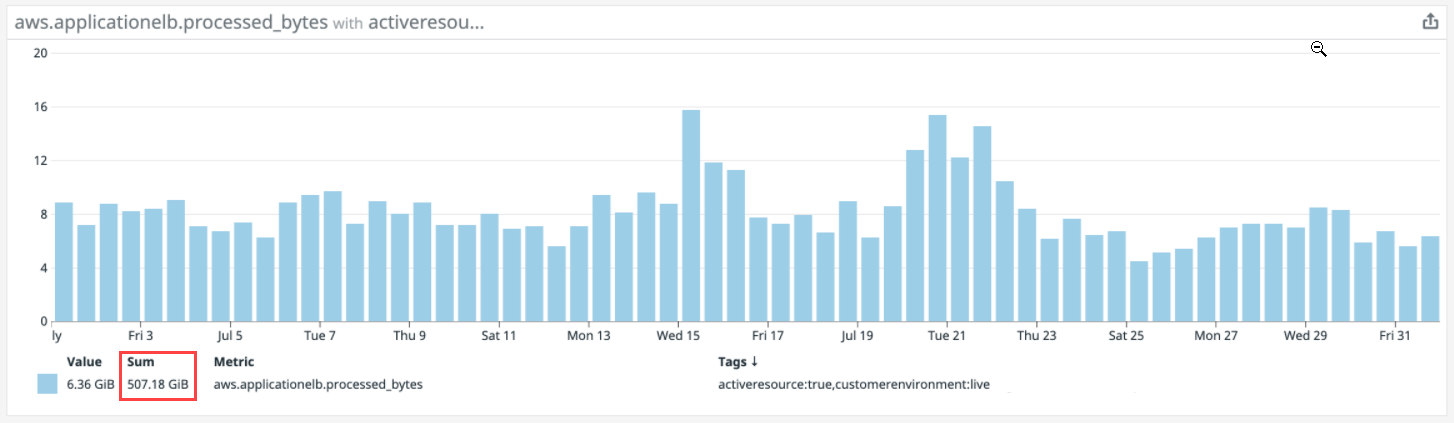 aws.applicationelb.processed_bytes with activeresou...
20
16
12
8
4
0
ly Fri 3 Jul 5 Tue 7 Thu 9 Sat 11 Mon 13 Wed 15 Fri 17 Jul 19 Tue 21 Thu 23 Sat 25 Mon 27 Wed 29 Fri 31
Value Sum Metric Tags ↓
6.36 GiB 507.18 GiB aws.applicationelb.processed_bytes activeresource:true,customerenvironment:live